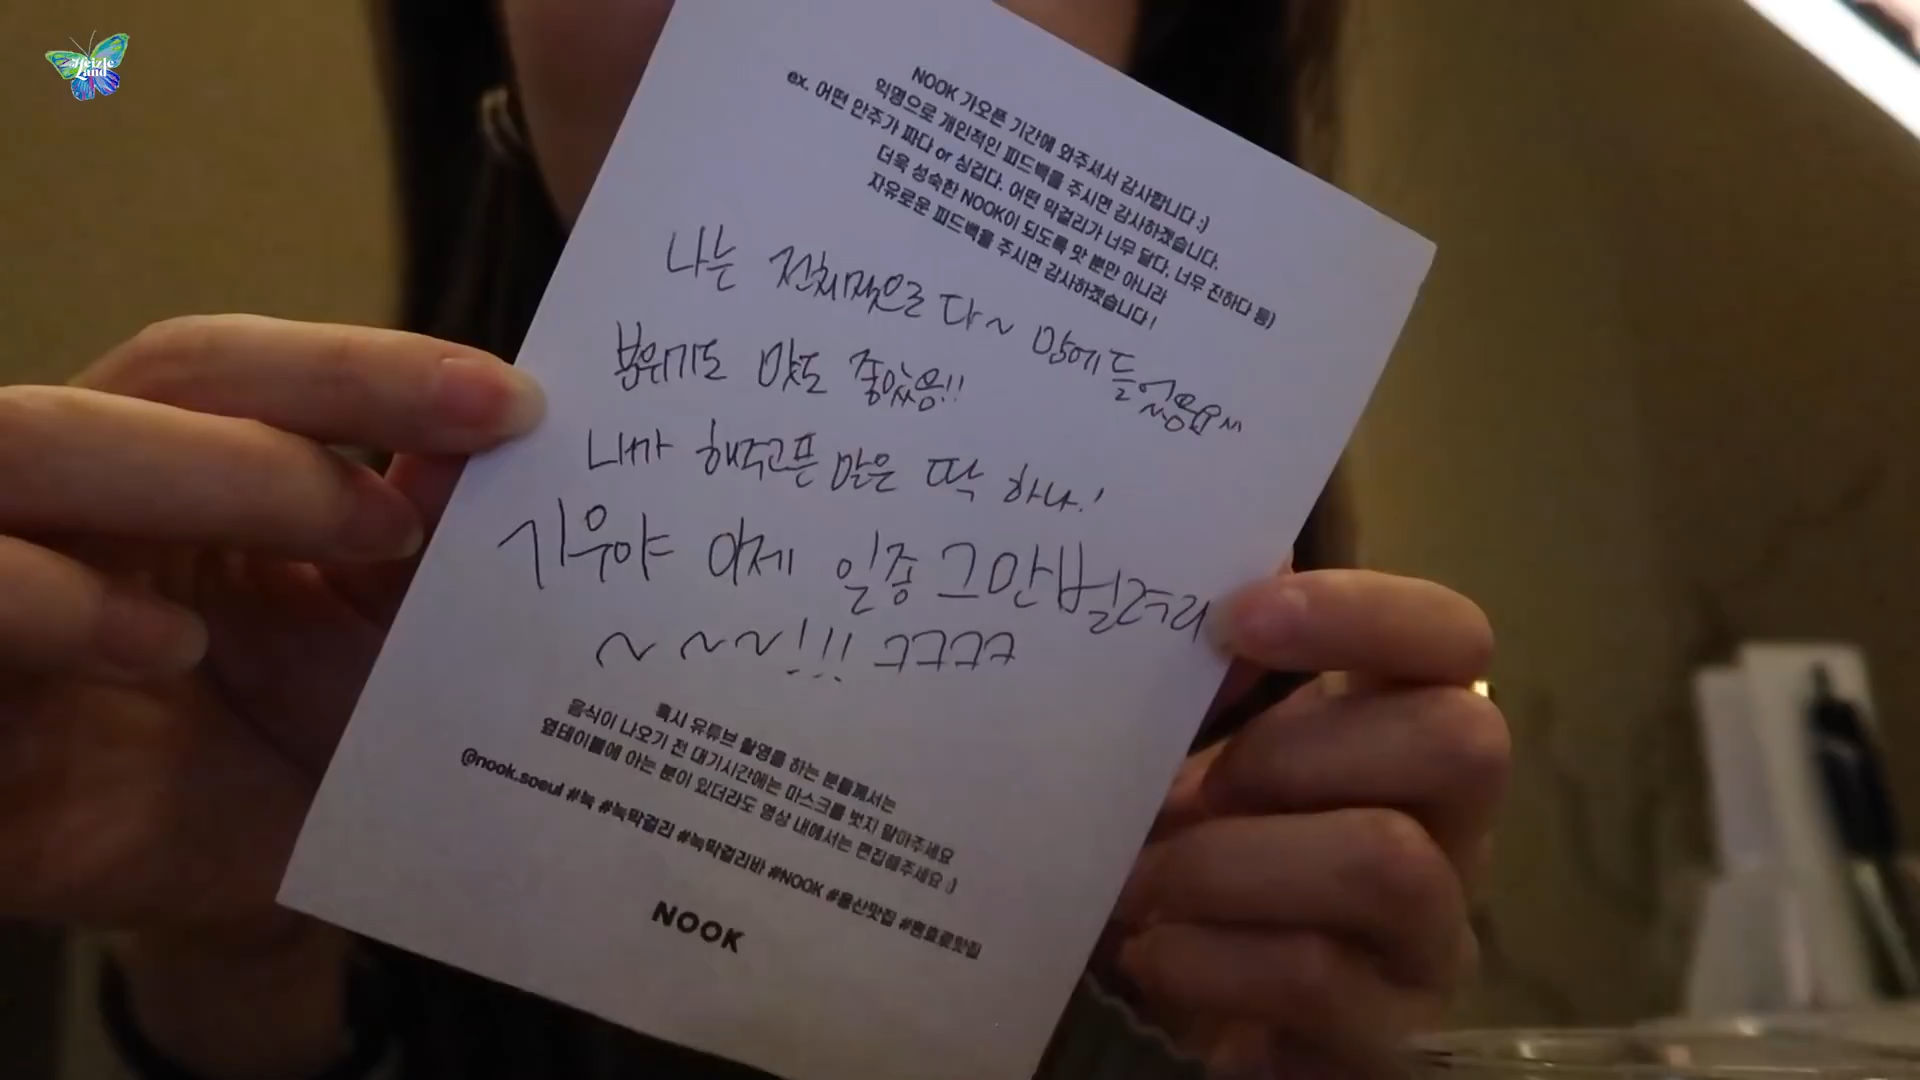 Heizle
Land
NOOK 가오픈 기간에 와주셔서 감사합니다 :)
익명으로 개인적인 피드백을 주시면 감사하겠습니다.
ex. 어떤 안주가 짜다 or 싱겁다. 어떤 막걸리가 너무 달다, 너무 진하다 등)
더욱 성숙한 NOOK이 되도록 맛 뿐만 아니라
자유로운 피드백을 주시면 감사하겠습니다!
나는 전체적으로 다~ 맘에 들었
분위기도 맛도 좋았음!!
내가 해주고픈 말은 딱 하나!
기우야 이제 일좀 그만벌려라
~ ~ ~!!! ㅋㅋㅋㅋ
혹시 유튜브 촬영을 하는 분들께서는
음식이 나오기 전 대기시간에는 마스크를 벗지 말아주세요
옆테이블에 아는 분이 있더라도 영상 내에서는 편집해주세요 :)
@nook.soeul #눅 #눅막걸리 #눅막걸리바 #NOOK #용산맛집 #원효로맛집
NOOK